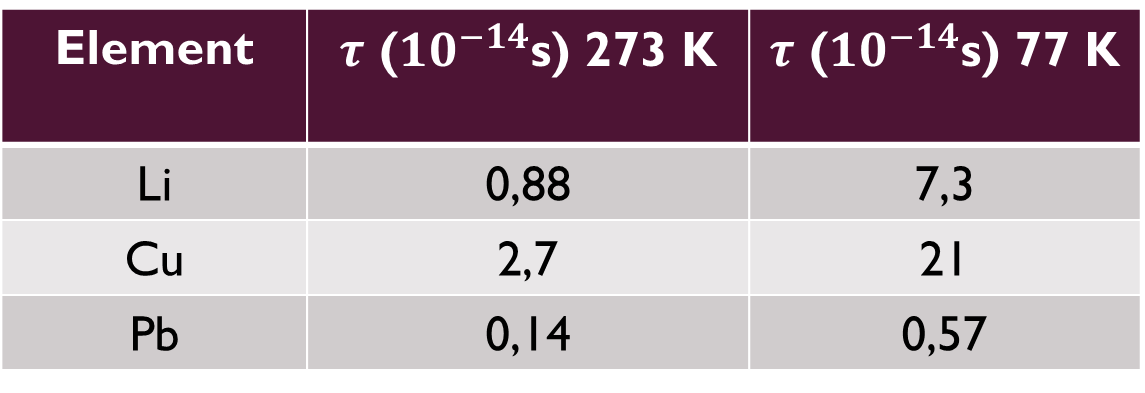 Element τ (10⁻¹⁴s) 273 K τ (10⁻¹⁴s) 77 K
Li 0,88 7,3
Cu 2,7 21
Pb 0,14 0,57